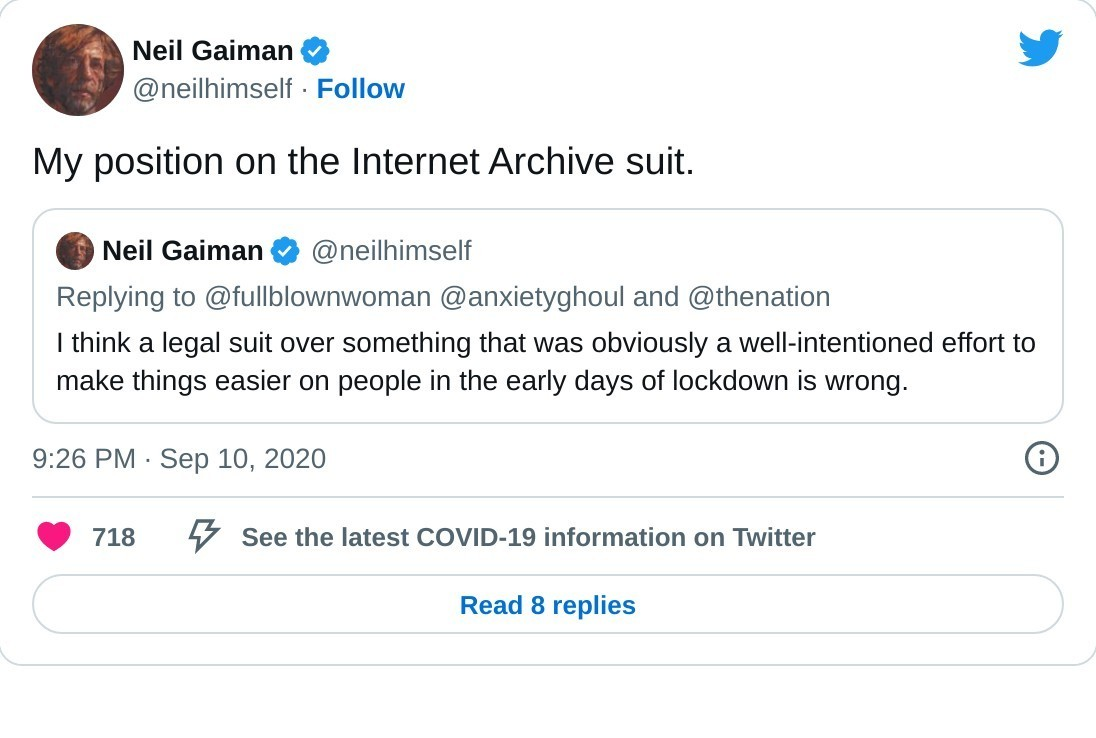 Neil Gaiman
@neilhimself · Follow
My position on the Internet Archive suit.
Neil Gaiman @neilhimself
Replying to @fullblownwoman @anxietyghoul and @thenation
I think a legal suit over something that was obviously a well-intentioned effort to
make things easier on people in the early days of lockdown is wrong.
9:26 PM · Sep 10, 2020
718 See the latest COVID-19 information on Twitter
Read 8 replies